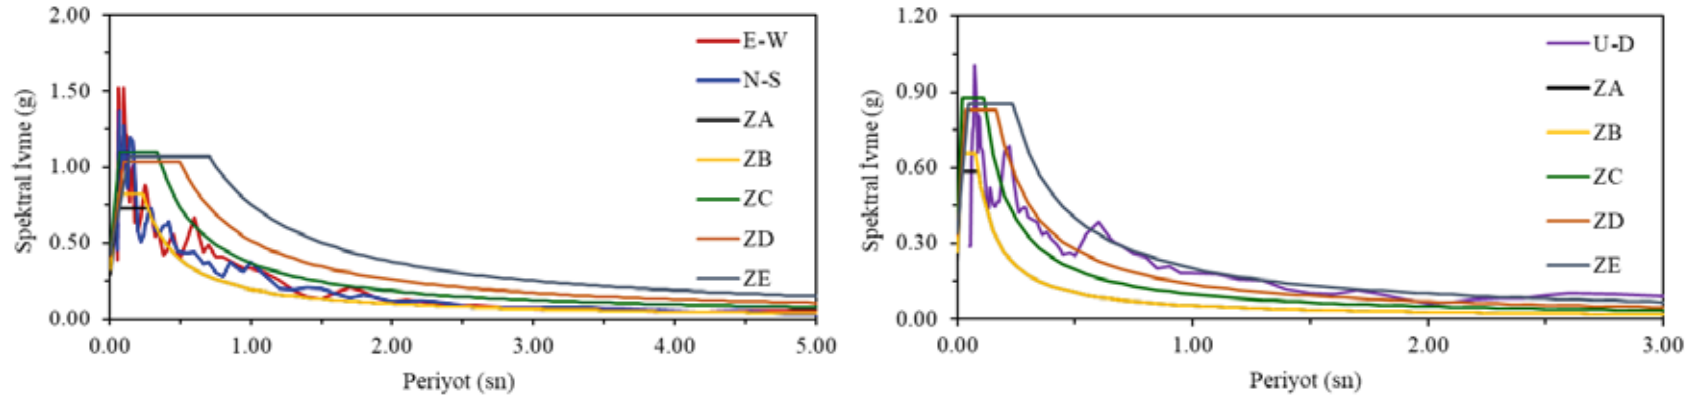 2.00
1.50
1.00
0.50
0.00
Spektral İvme (g)
0.00 1.00 2.00 3.00 4.00 5.00
Periyot (sn)
E-W
N-S
ZA
ZB
ZC
ZD
ZE
1.20
0.90
0.60
0.30
0.00
Spektral İvme (g)
0.00 1.00 2.00 3.00
Periyot (sn)
U-D
ZA
ZB
ZC
ZD
ZE